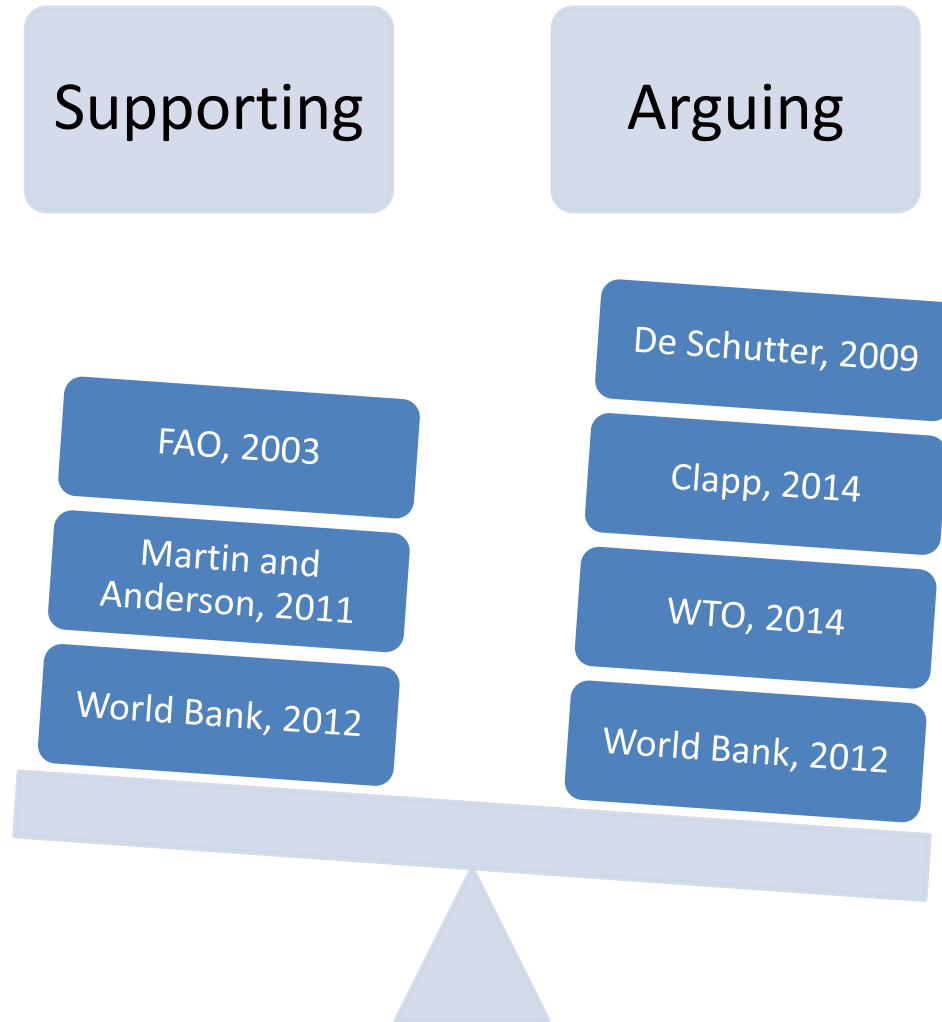 Supporting
Arguing
FAO, 2003
Martin and
Anderson, 2011
World Bank, 2012
De Schutter, 2009
Clapp, 2014
WTO, 2014
World Bank, 2012